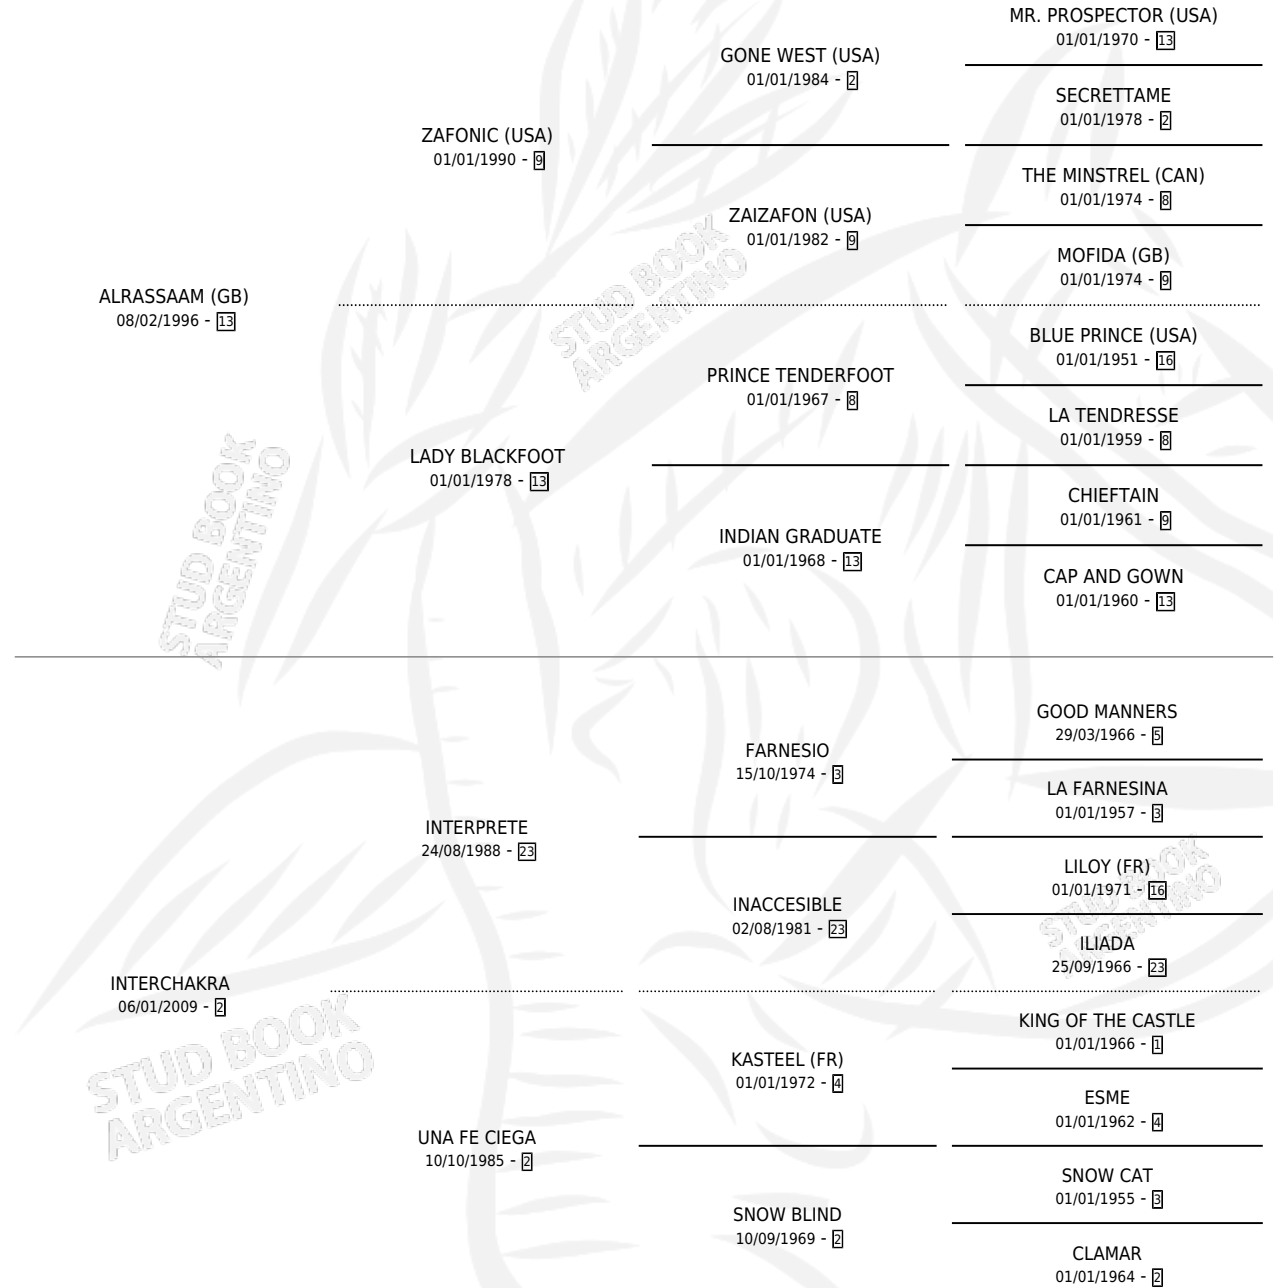 MR. PROSPECTOR (USA)
01/01/1970 - 13
GONE WEST (USA)
01/01/1984 - 2
SECRETTAME
01/01/1978 - 2
ZAFONIC (USA)
01/01/1990 - 9
THE MINSTREL (CAN)
01/01/1974 - 8
ZAIZAFON (USA)
01/01/1982 - 9
MOFIDA (GB)
01/01/1974 - 9
ALRASSAAM (GB)
08/02/1996 - 13
BLUE PRINCE (USA)
01/01/1951 - 16
PRINCE TENDERFOOT
01/01/1967 - 8
LA TENDRESSE
01/01/1959 - 8
LADY BLACKFOOT
01/01/1978 - 13
CHIEFTAIN
01/01/1961 - 9
INDIAN GRADUATE
01/01/1968 - 13
CAP AND GOWN
01/01/1960 - 13
STUD BOOK
ARGENTINO
STUD BOOK
ARGENTINO
GOOD MANNERS
29/03/1966 - 5
FARNESIO
15/10/1974 - 3
LA FARNESINA
01/01/1957 - 3
INTERPRETE
24/08/1988 - 23
LILOY (FR)
01/01/1971 - 16
INACCESIBLE
02/08/1981 - 23
ILIADA
25/09/1966 - 23
STUD BOOK
ARGENTINO
INTERCHAKRA
06/01/2009 - 2
KING OF THE CASTLE
01/01/1966 - 1
KASTEEL (FR)
01/01/1972 - 4
ESME
01/01/1962 - 4
STUD BOOK
ARGENTINO
UNA FE CIEGA
10/10/1985 - 2
SNOW CAT
01/01/1955 - 3
SNOW BLIND
10/09/1969 - 2
CLAMAR
01/01/1964 - 2